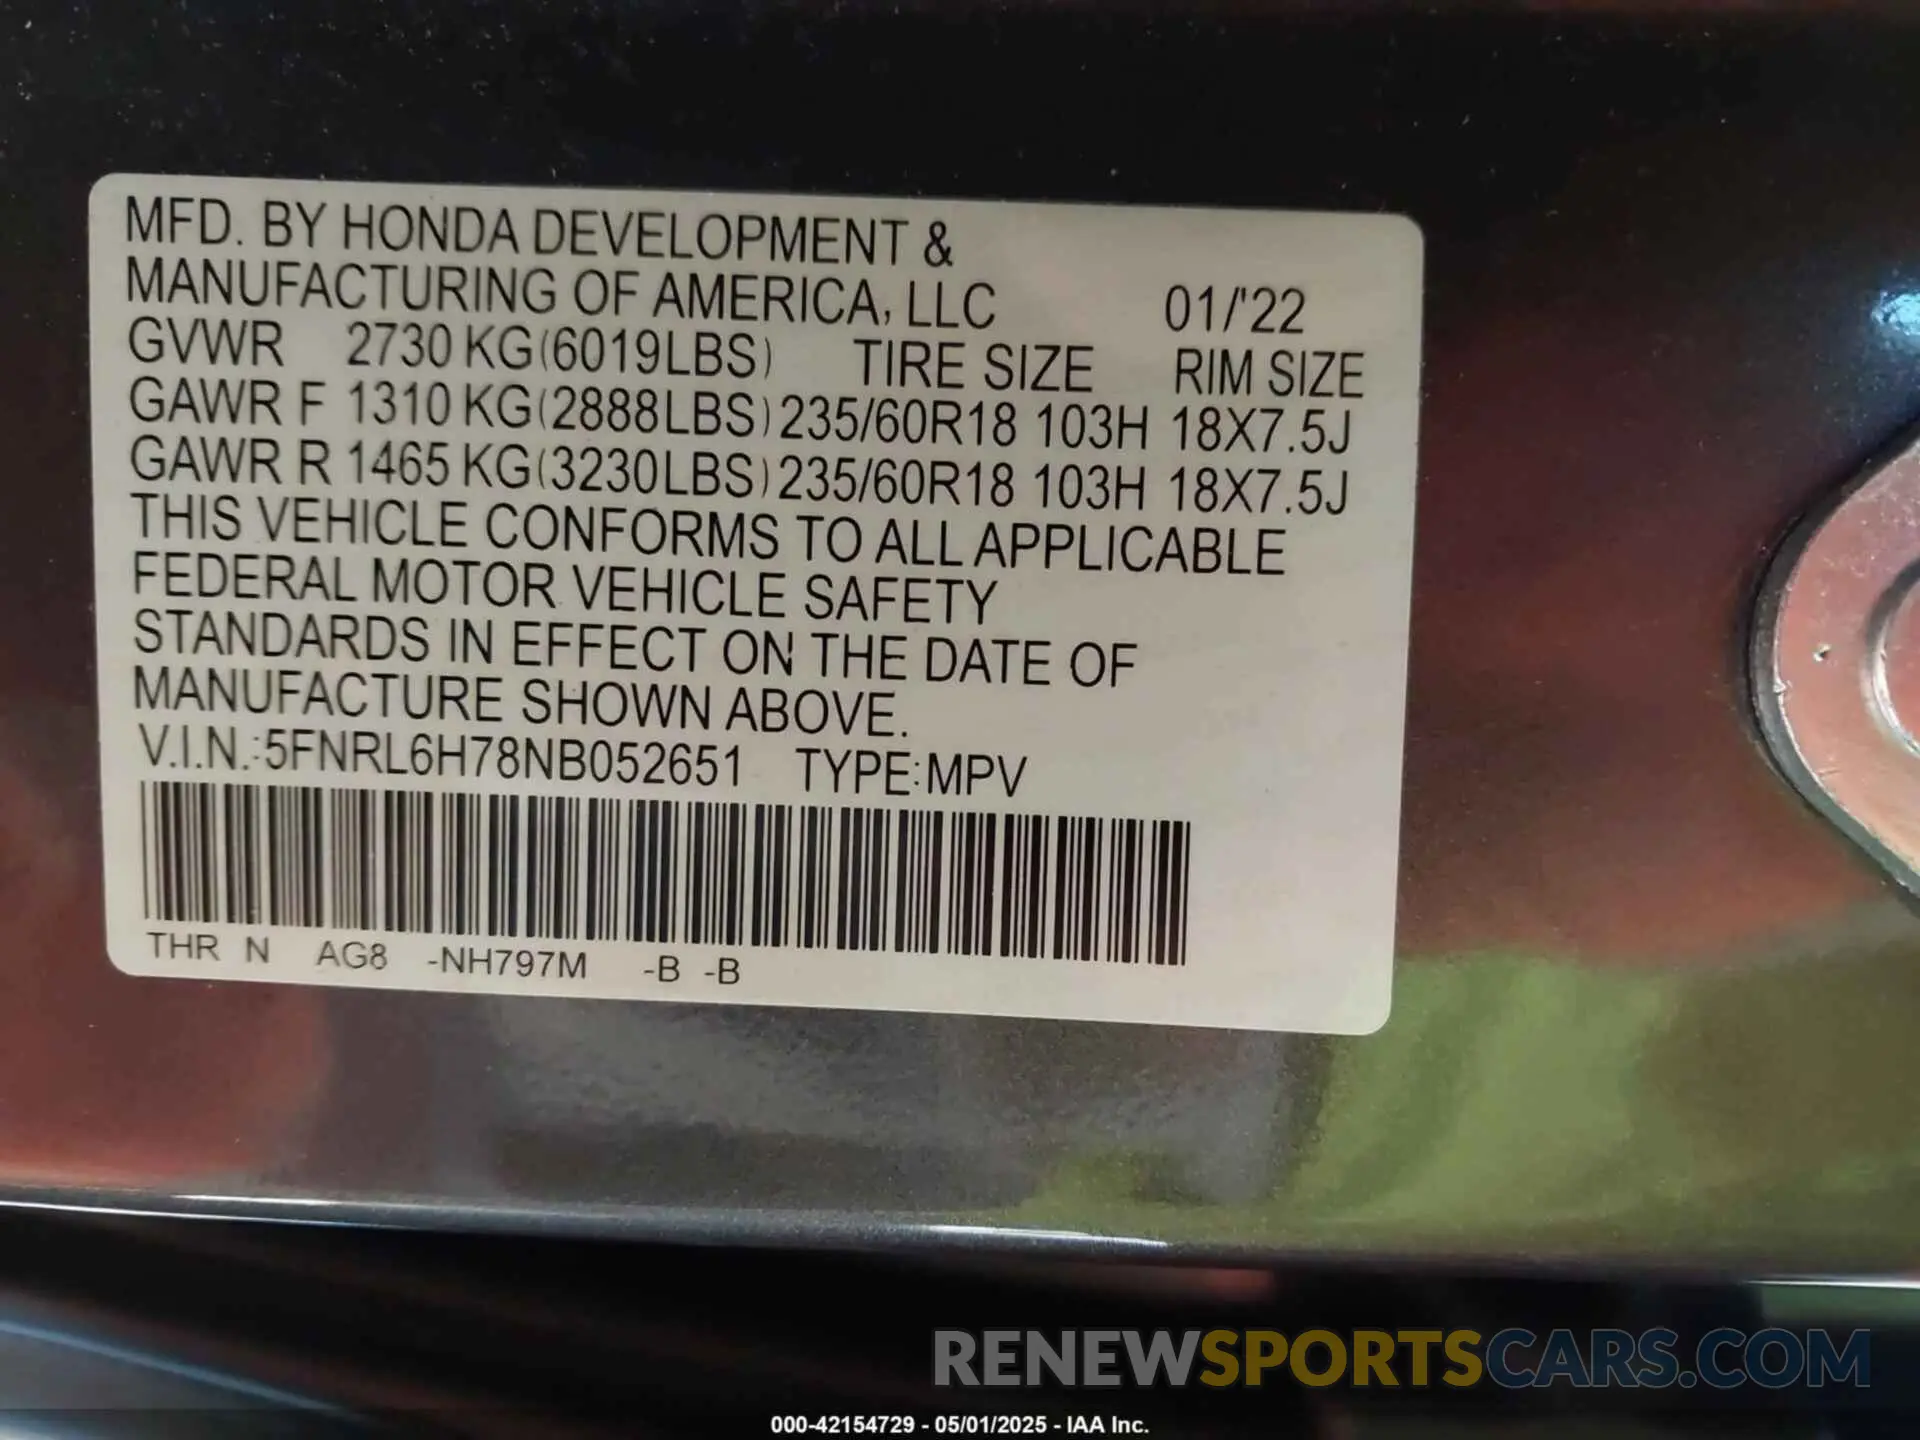 MFD. BY HONDA DEVELOPMENT &
MANUFACTURING OF AMERICA, LLC 01/'22
GVWR 2730 KG(6019LBS) TIRE SIZE RIM SIZE
GAWR F 1310 KG(2888LBS) 235/60R18 103H 18X7.5J
GAWR R 1465 KG(3230LBS) 235/60R18 103H 18X7.5J
THIS VEHICLE CONFORMS TO ALL APPLICABLE
FEDERAL MOTOR VEHICLE SAFETY
STANDARDS IN EFFECT ON THE DATE OF
MANUFACTURE SHOWN ABOVE.
V.I.N.:5FNRL6H78NB052651 TYPE:MPV
THR N AG8 -NH797M -B -B
RENEWSPORTSCARS.COM
000-42154729 - 05/01/2025 - IAA Inc.